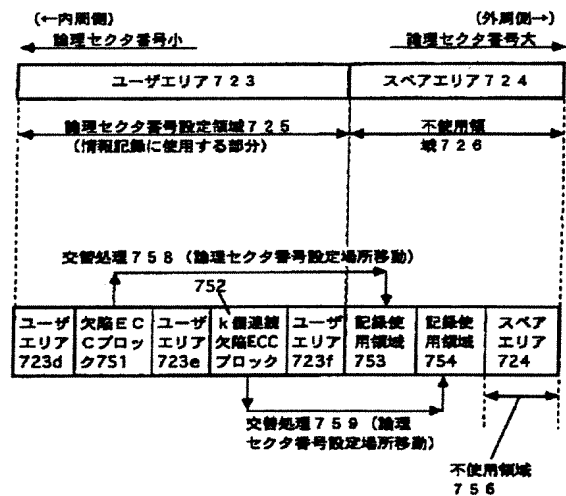 (←内周側)
(外周側→)
論理セクタ番号小
論理セクタ番号大
ユーザエリア723
スペアエリア724
論理セクタ番号設定領域725
(情報記録に使用する部分)
不使用領
域726
交替処理758(論理セクタ番号設定場所移動)
752
ユーザ
エリア
723d
欠陥EC
Cブロッ
ク751
ユーザ
エリア
723e
k個連続
欠陥ECC
ブロック
ユーザ
エリア
723f
記録使
用領域
753
記録使
用領域
754
スペア
エリア
724
交替処理759(論理
セクタ番号設定場所移動)
不使用領域
756